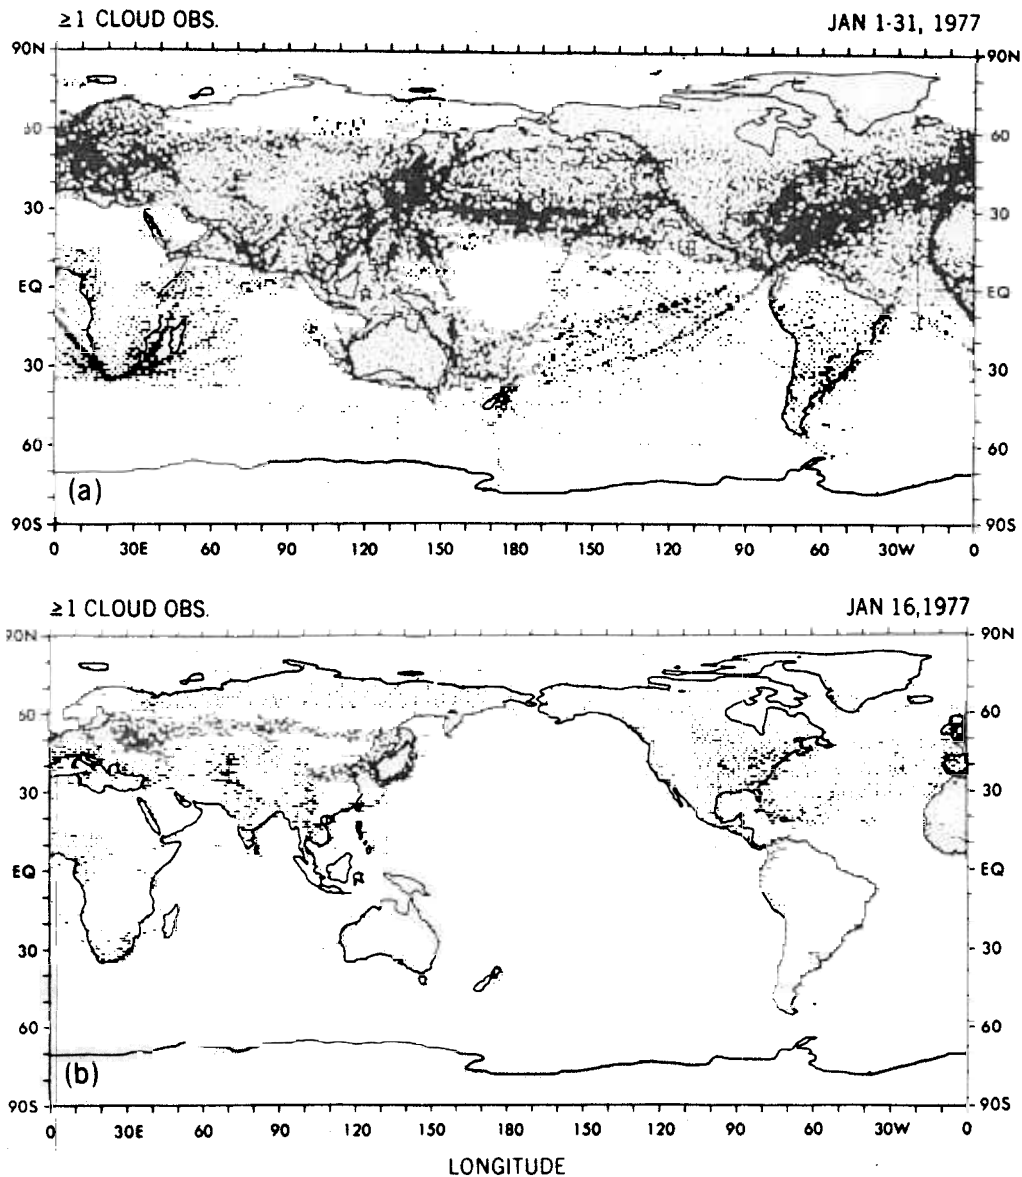 ≥1 CLOUD OBS. JAN 1-31, 1977
90N 90N
60 60
30 30
EQ EQ
30 30
60 60
(a)
90S 90S
0 30E 60 90 120 150 180 150 120 90 60 30W 0
≥1 CLOUD OBS. JAN 16,1977
90N 90N
60 60
30 30
EQ EQ
30 30
60 60
(b)
90S 90S
0 30E 60 90 120 150 180 150 120 90 60 30W 0
LONGITUDE